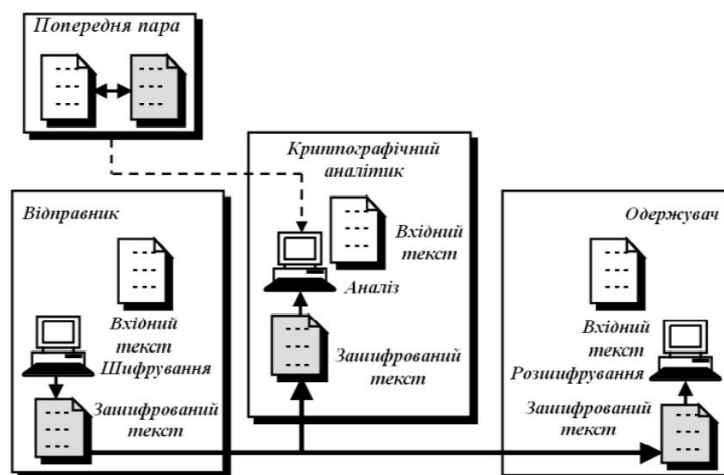 Попередня пара
Криптографічний
аналітик
Вхідний
текст
Аналіз
Зашифрований
текст
Відправник
Вхідний
текст
Шифрування
Зашифрований
текст
Одержувач
Вхідний
текст
Розшифрування
Зашифрований
текст